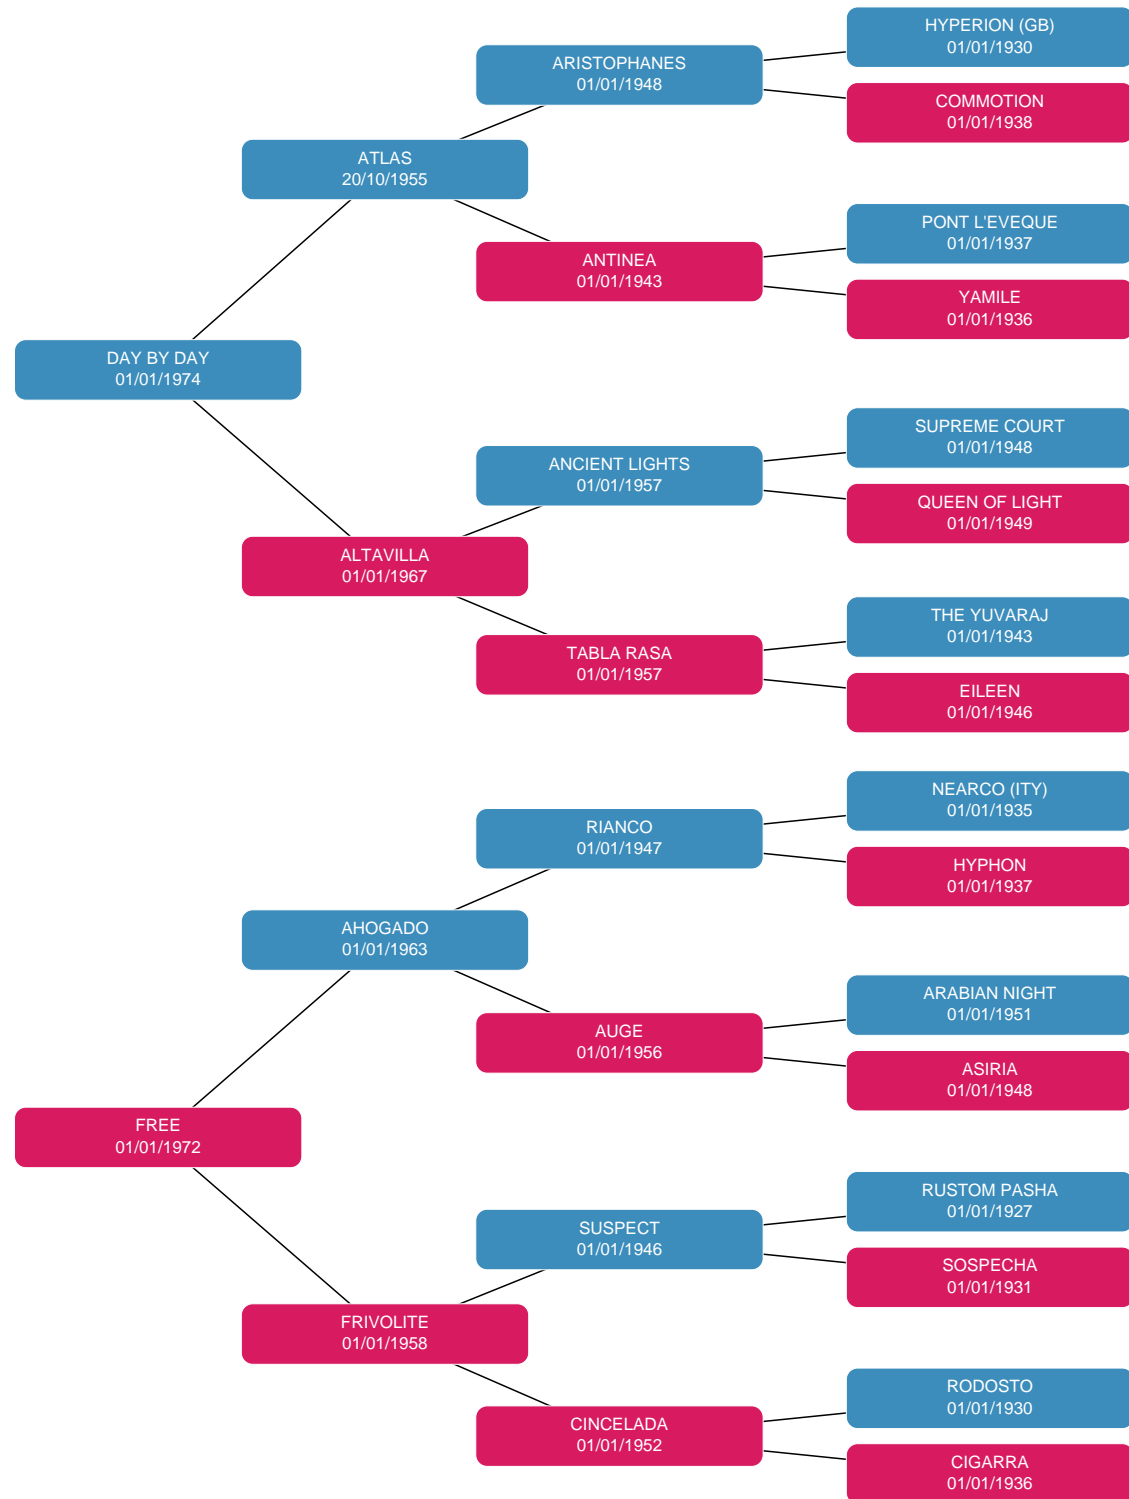 HYPERION (GB)
01/01/1930
ARISTOPHANES
01/01/1948
COMMOTION
01/01/1938
ATLAS
20/10/1955
PONT L'EVEQUE
01/01/1937
ANTINEA
01/01/1943
YAMILE
01/01/1936
DAY BY DAY
01/01/1974
SUPREME COURT
01/01/1948
ANCIENT LIGHTS
01/01/1957
QUEEN OF LIGHT
01/01/1949
ALTAVILLA
01/01/1967
THE YUVARAJ
01/01/1943
TABLA RASA
01/01/1957
EILEEN
01/01/1946
NEARCO (ITY)
01/01/1935
RIANCO
01/01/1947
HYPHON
01/01/1937
AHOGADO
01/01/1963
ARABIAN NIGHT
01/01/1951
AUGE
01/01/1956
ASIRIA
01/01/1948
FREE
01/01/1972
RUSTOM PASHA
01/01/1927
SUSPECT
01/01/1946
SOSPECHA
01/01/1931
FRIVOLITE
01/01/1958
RODOSTO
01/01/1930
CINCELADA
01/01/1952
CIGARRA
01/01/1936